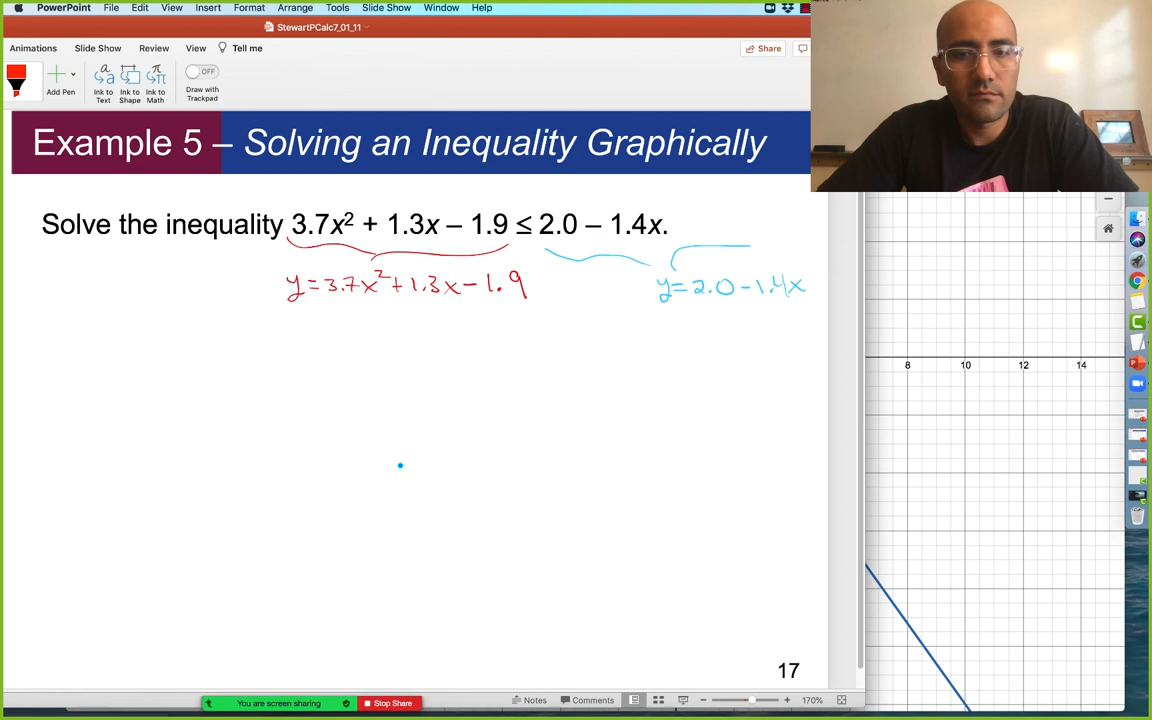 PowerPoint File Edit View Insert Format Arrange Tools Slide Show Window Help
StewartPCalc7_01_11
Animations Slide Show Review View Tell me Share
OFF
Add Pen Ink to Text Ink to Shape Ink to Math Draw with Trackpad
Example 5 – Solving an Inequality Graphically
Solve the inequality 3.7x² + 1.3x – 1.9 ≤ 2.0 – 1.4x.
y=3.7x²+1.3x-1.9 y=2.0-1.4x
8 10 12 14
17
Notes Comments 170%
You are screen sharing Stop Share